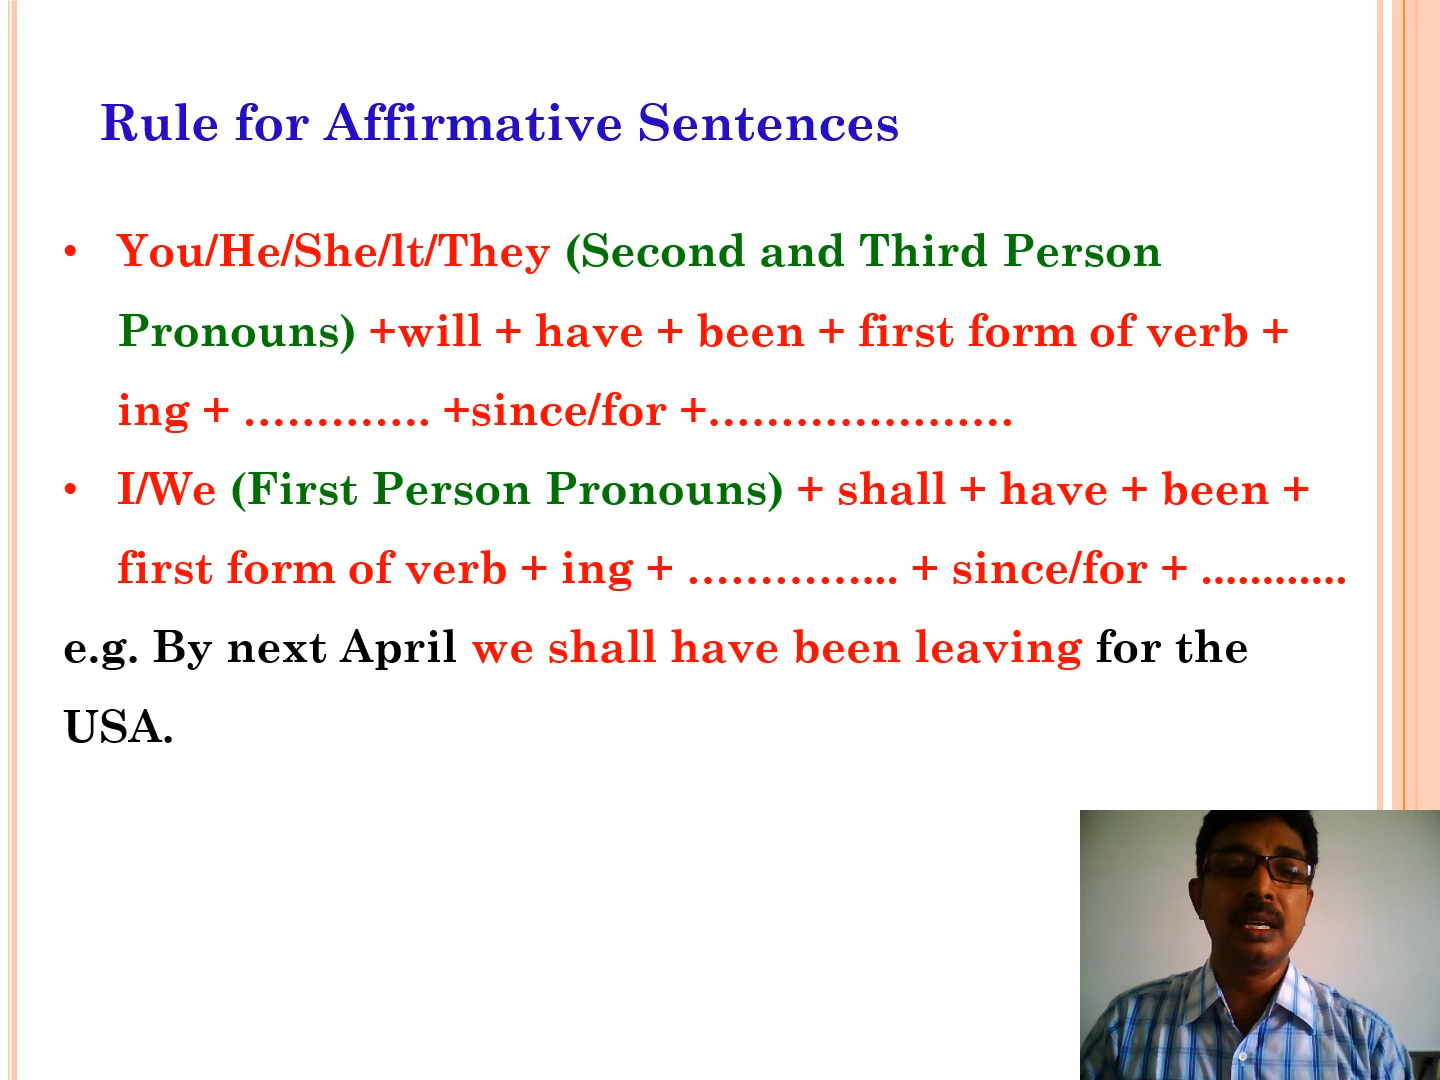 Rule for Affirmative Sentences
• You/He/She/lt/They (Second and Third Person
Pronouns) +will + have + been + first form of verb +
ing + …………. +since/for +…………………
• I/We (First Person Pronouns) + shall + have + been +
first form of verb + ing + …………... + since/for + ............
e.g. By next April we shall have been leaving for the
USA.